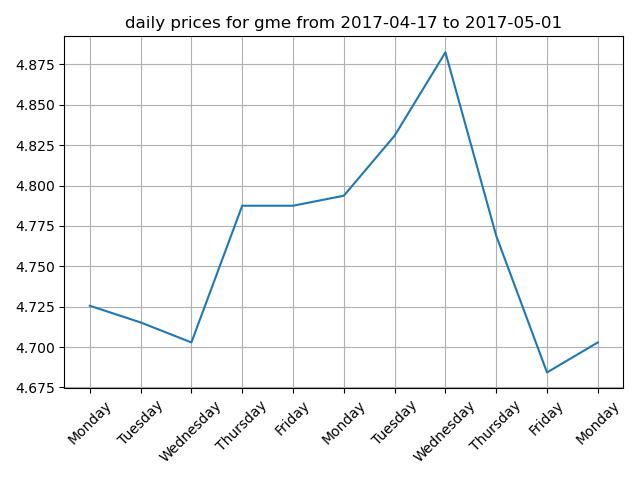 daily prices for gme from 2017-04-17 to 2017-05-01
4.875
4.850
4.825
4.800
4.775
4.750
4.725
4.700
4.675
Monday
Tuesday
Wednesday
Thursday
Friday
Monday
Tuesday
Wednesday
Thursday
Friday
Monday